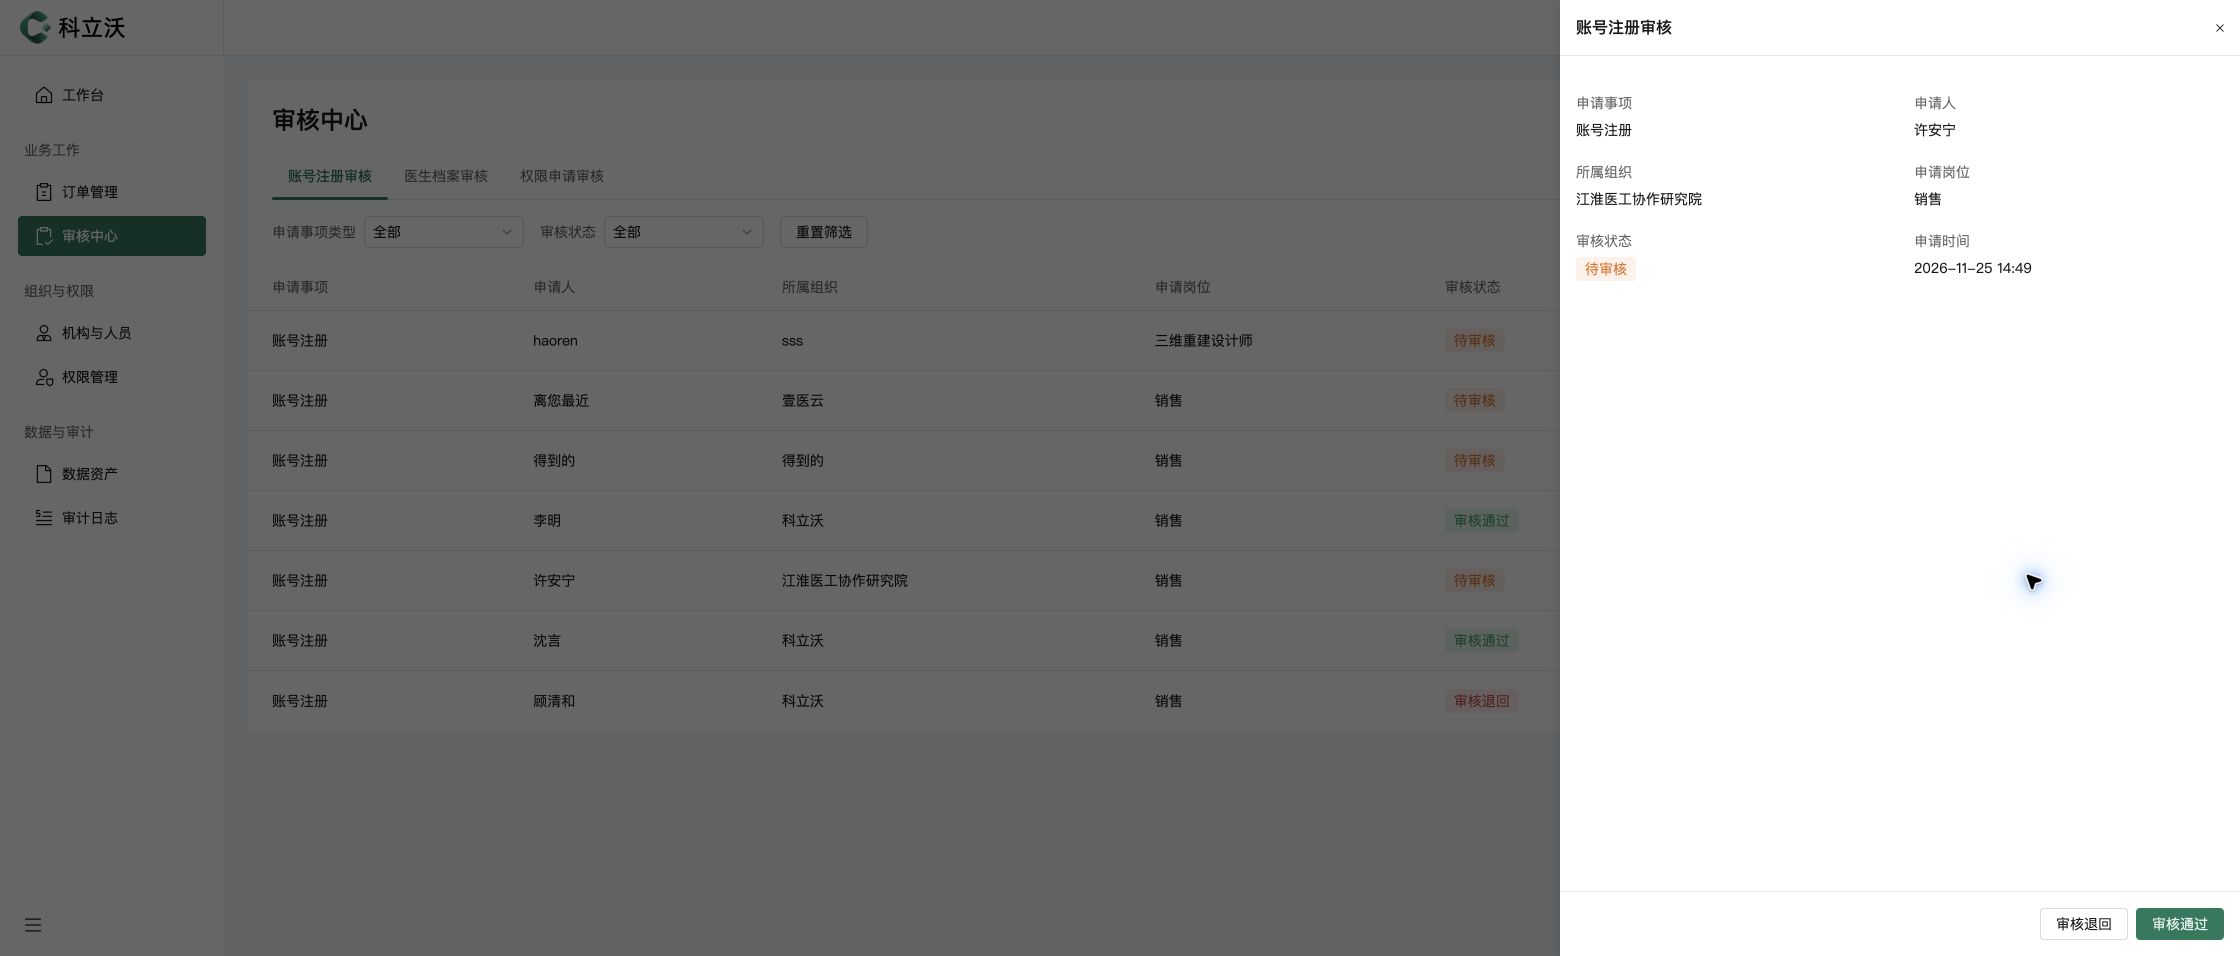 科立沃
工作台
业务工作
订单管理
审核中心
组织与权限
机构与人员
权限管理
数据与审计
数据资产
审计日志
审核中心
账号注册审核 医生档案审核 权限申请审核
申请事项类型 全部 审核状态 全部 重置筛选
申请事项 申请人 所属组织 申请岗位 审核状态
账号注册 haoren sss 三维重建设计师 待审核
账号注册 离您最近 壹医云 销售 待审核
账号注册 得到的 得到的 销售 待审核
账号注册 李明 科立沃 销售 审核通过
账号注册 许安宁 江淮医工协作研究院 销售 待审核
账号注册 沈言 科立沃 销售 审核通过
账号注册 顾清和 科立沃 销售 审核退回
账号注册审核
申请事项 申请人
账号注册 许安宁
所属组织 申请岗位
江淮医工协作研究院 销售
审核状态 申请时间
待审核 2026-11-25 14:49
审核退回 审核通过